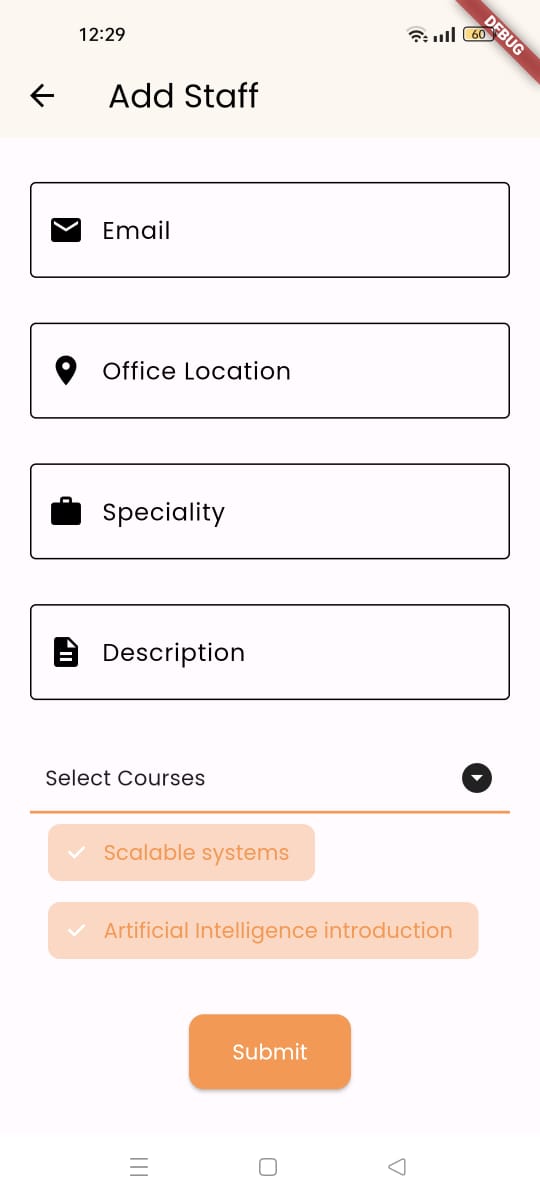 12:29
60
DEBUG
Add Staff
Email
Office Location
Speciality
Description
Select Courses
Scalable systems
Artificial Intelligence introduction
Submit